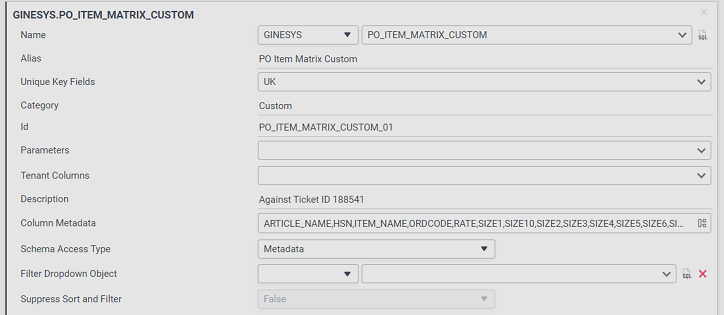 GINESYS.PO_ITEM_MATRIX_CUSTOM
Name GINESYS PO_ITEM_MATRIX_CUSTOM SQL
Alias PO Item Matrix Custom
Unique Key Fields UK
Category Custom
Id PO_ITEM_MATRIX_CUSTOM_01
Parameters
Tenant Columns
Description Against Ticket ID 188541
Column Metadata ARTICLE_NAME,HSN,ITEM_NAME,ORDCODE,RATE,SIZE1,SIZE10,SIZE2,SIZE3,SIZE4,SIZE5,SIZE6,SI...
Schema Access Type Metadata
Filter Dropdown Object SQL
Suppress Sort and Filter False